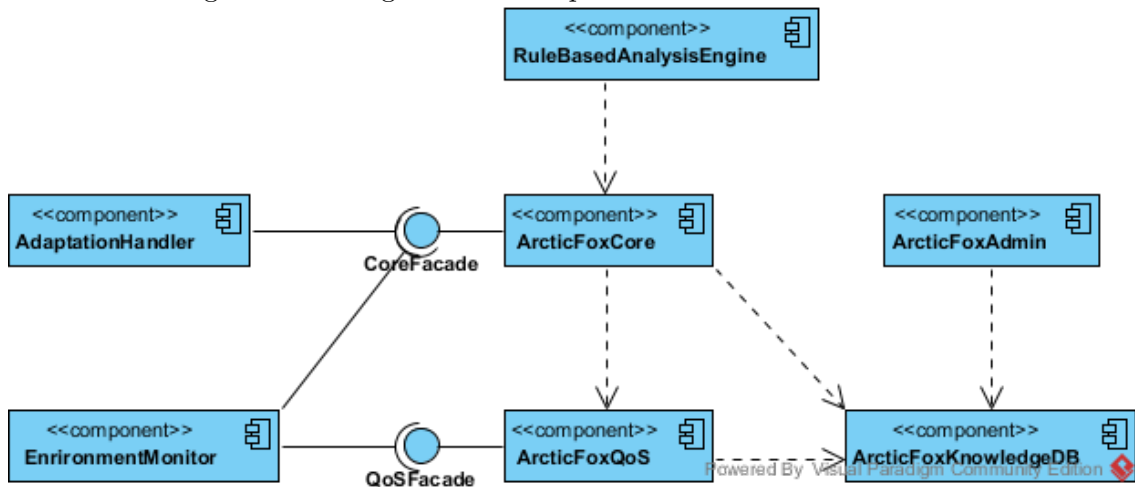 <<component>>
RuleBasedAnalysisEngine
<<component>>
AdaptationHandler
CoreFacade
<<component>>
ArcticFoxCore
<<component>>
ArcticFoxAdmin
<<component>>
EnrironmentMonitor
QoSFacade
<<component>>
ArcticFoxQoS
<<component>>
ArcticFoxKnowledgeDB
Powered By Visual Paradigm Community Edition